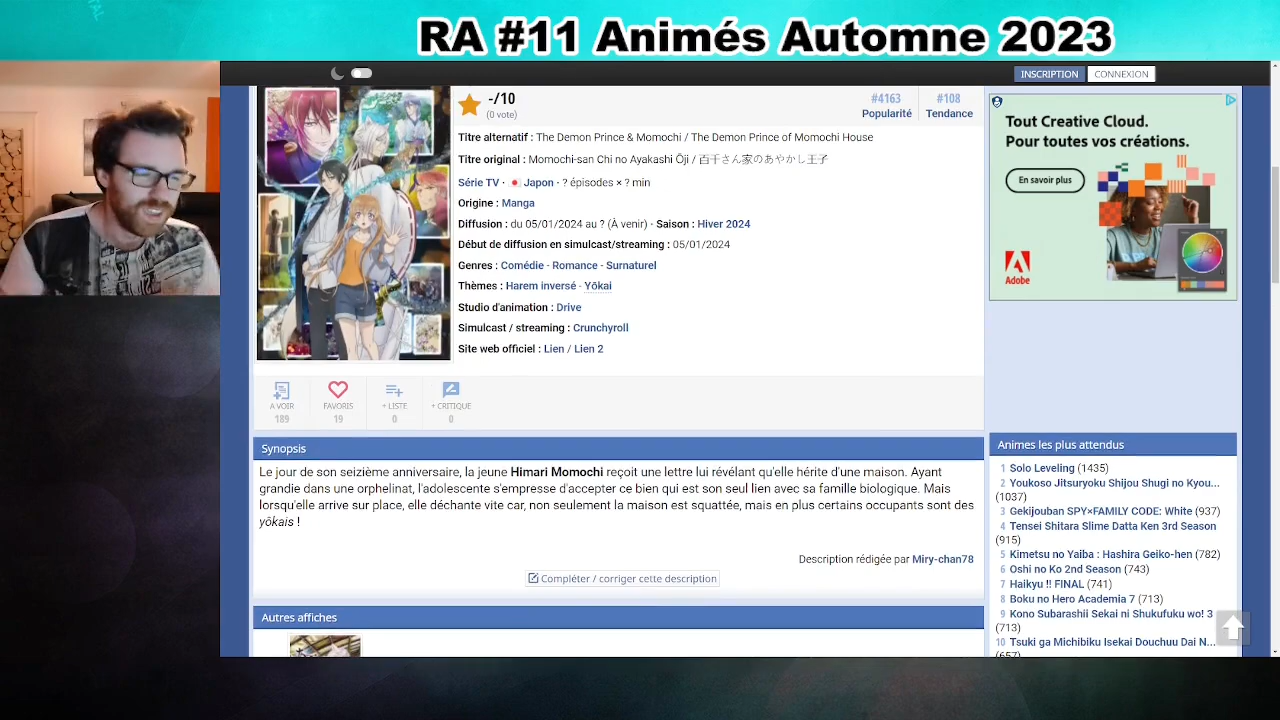 RA #11 Animés Automne 2023
INSCRIPTION CONNEXION
-/10
(0 vote)
#4163
Popularité
#108
Tendance
Titre alternatif : The Demon Prince & Momochi / The Demon Prince of Momochi House
Titre original : Momochi-san Chi no Ayakashi Ōji / 百千さん家のあやかし王子
Série TV · Japon · ? épisodes × ? min
Origine : Manga
Diffusion : du 05/01/2024 au ? (À venir) - Saison : Hiver 2024
Début de diffusion en simulcast/streaming : 05/01/2024
Genres : Comédie - Romance - Surnaturel
Thèmes : Harem inversé - Yōkai
Studio d'animation : Drive
Simulcast / streaming : Crunchyroll
Site web officiel : Lien / Lien 2
A VOIR
189
FAVORIS
19
+ LISTE
0
+ CRITIQUE
0
Synopsis
Le jour de son seizième anniversaire, la jeune Himari Momochi reçoit une lettre lui révélant qu'elle hérite d'une maison. Ayant
grandie dans une orphelinat, l'adolescente s'empresse d'accepter ce bien qui est son seul lien avec sa famille biologique. Mais
lorsqu'elle arrive sur place, elle déchante vite car, non seulement la maison est squattée, mais en plus certains occupants sont des
yōkais !
Description rédigée par Miry-chan78
Compléter / corriger cette description
Autres affiches
Tout Creative Cloud.
Pour toutes vos créations.
En savoir plus
Adobe
Animes les plus attendus
1 Solo Leveling (1435)
2 Youkoso Jitsuryoku Shijou Shugi no Kyou...
(1037)
3 Gekijouban SPY×FAMILY CODE: White (937)
4 Tensei Shitara Slime Datta Ken 3rd Season
(915)
5 Kimetsu no Yaiba : Hashira Geiko-hen (782)
6 Oshi no Ko 2nd Season (743)
7 Haikyu !! FINAL (741)
8 Boku no Hero Academia 7 (713)
9 Kono Subarashii Sekai ni Shukufuku wo! 3
(713)
10 Tsuki ga Michibiku Isekai Douchuu Dai N...
(657)